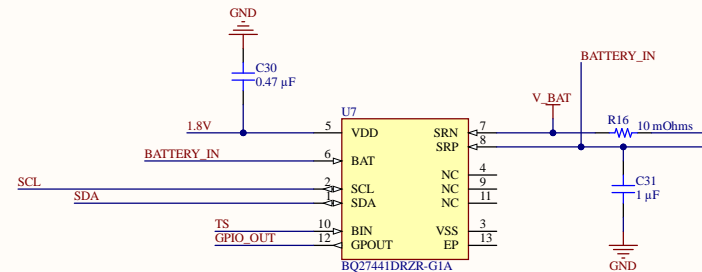 GND
C30
0.47 µF
BATTERY_IN
U7
V_BAT
R16
10 mOhms
1.8V
5
VDD
SRN
7
SRP
8
BATTERY_IN
6
BAT
NC
4
SCL
2
SCL
NC
9
C31
1 µF
SDA
1
SDA
NC
11
TS
10
BIN
VSS
3
GPIO_OUT
12
GPOUT
EP
13
GND
BQ27441DRZR-G1A